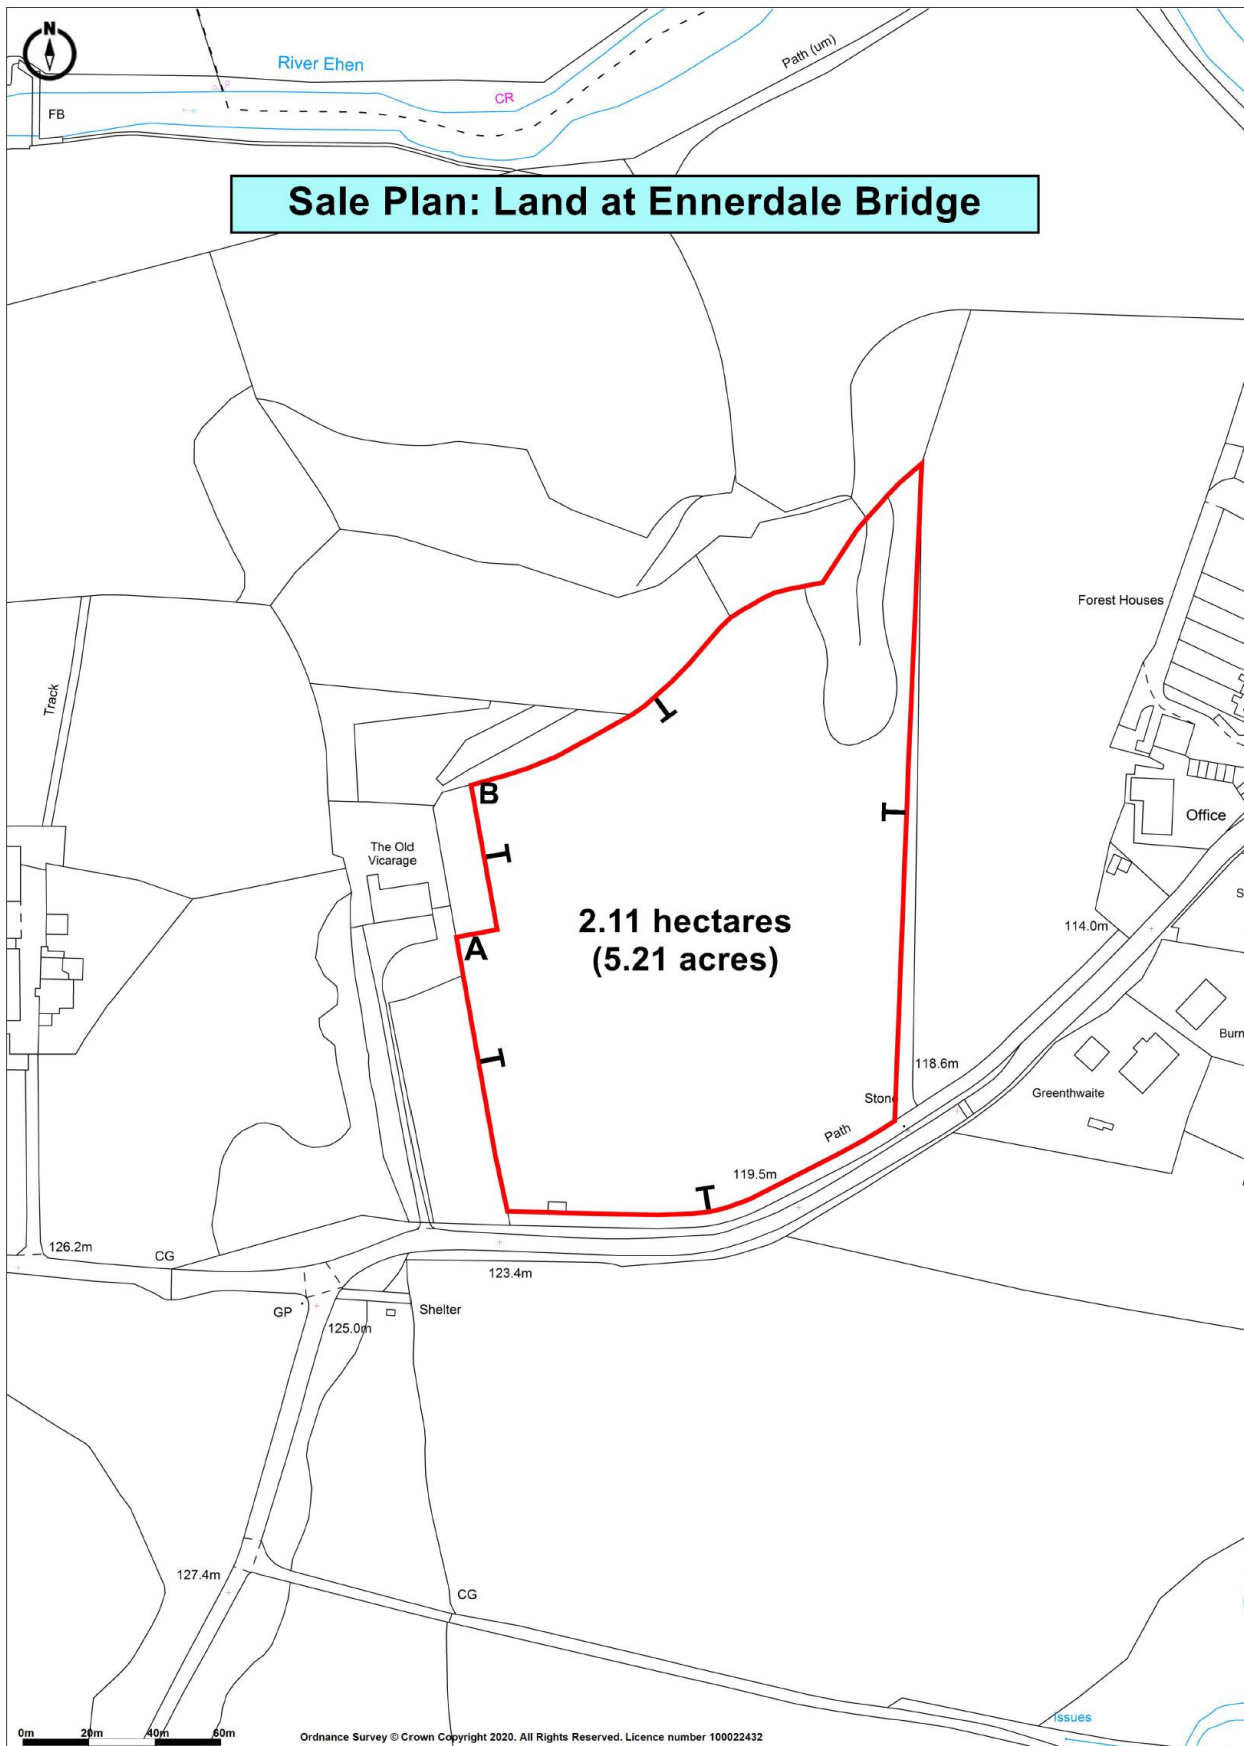 N
River Ehen
Path (um)
CR
FB
Sale Plan: Land at Ennerdale Bridge
Forest Houses
Track
B
Office
The Old
Vicarage
2.11 hectares
(5.21 acres)
A
114.0m
118.6m
Greenthwaite
Stone
Path
119.5m
126.2m
CG
123.4m
GP
Shelter
125.0m
127.4m
CG
Issues
0m 20m 40m 60m
Ordnance Survey © Crown Copyright 2020. All Rights Reserved. Licence number 100022432